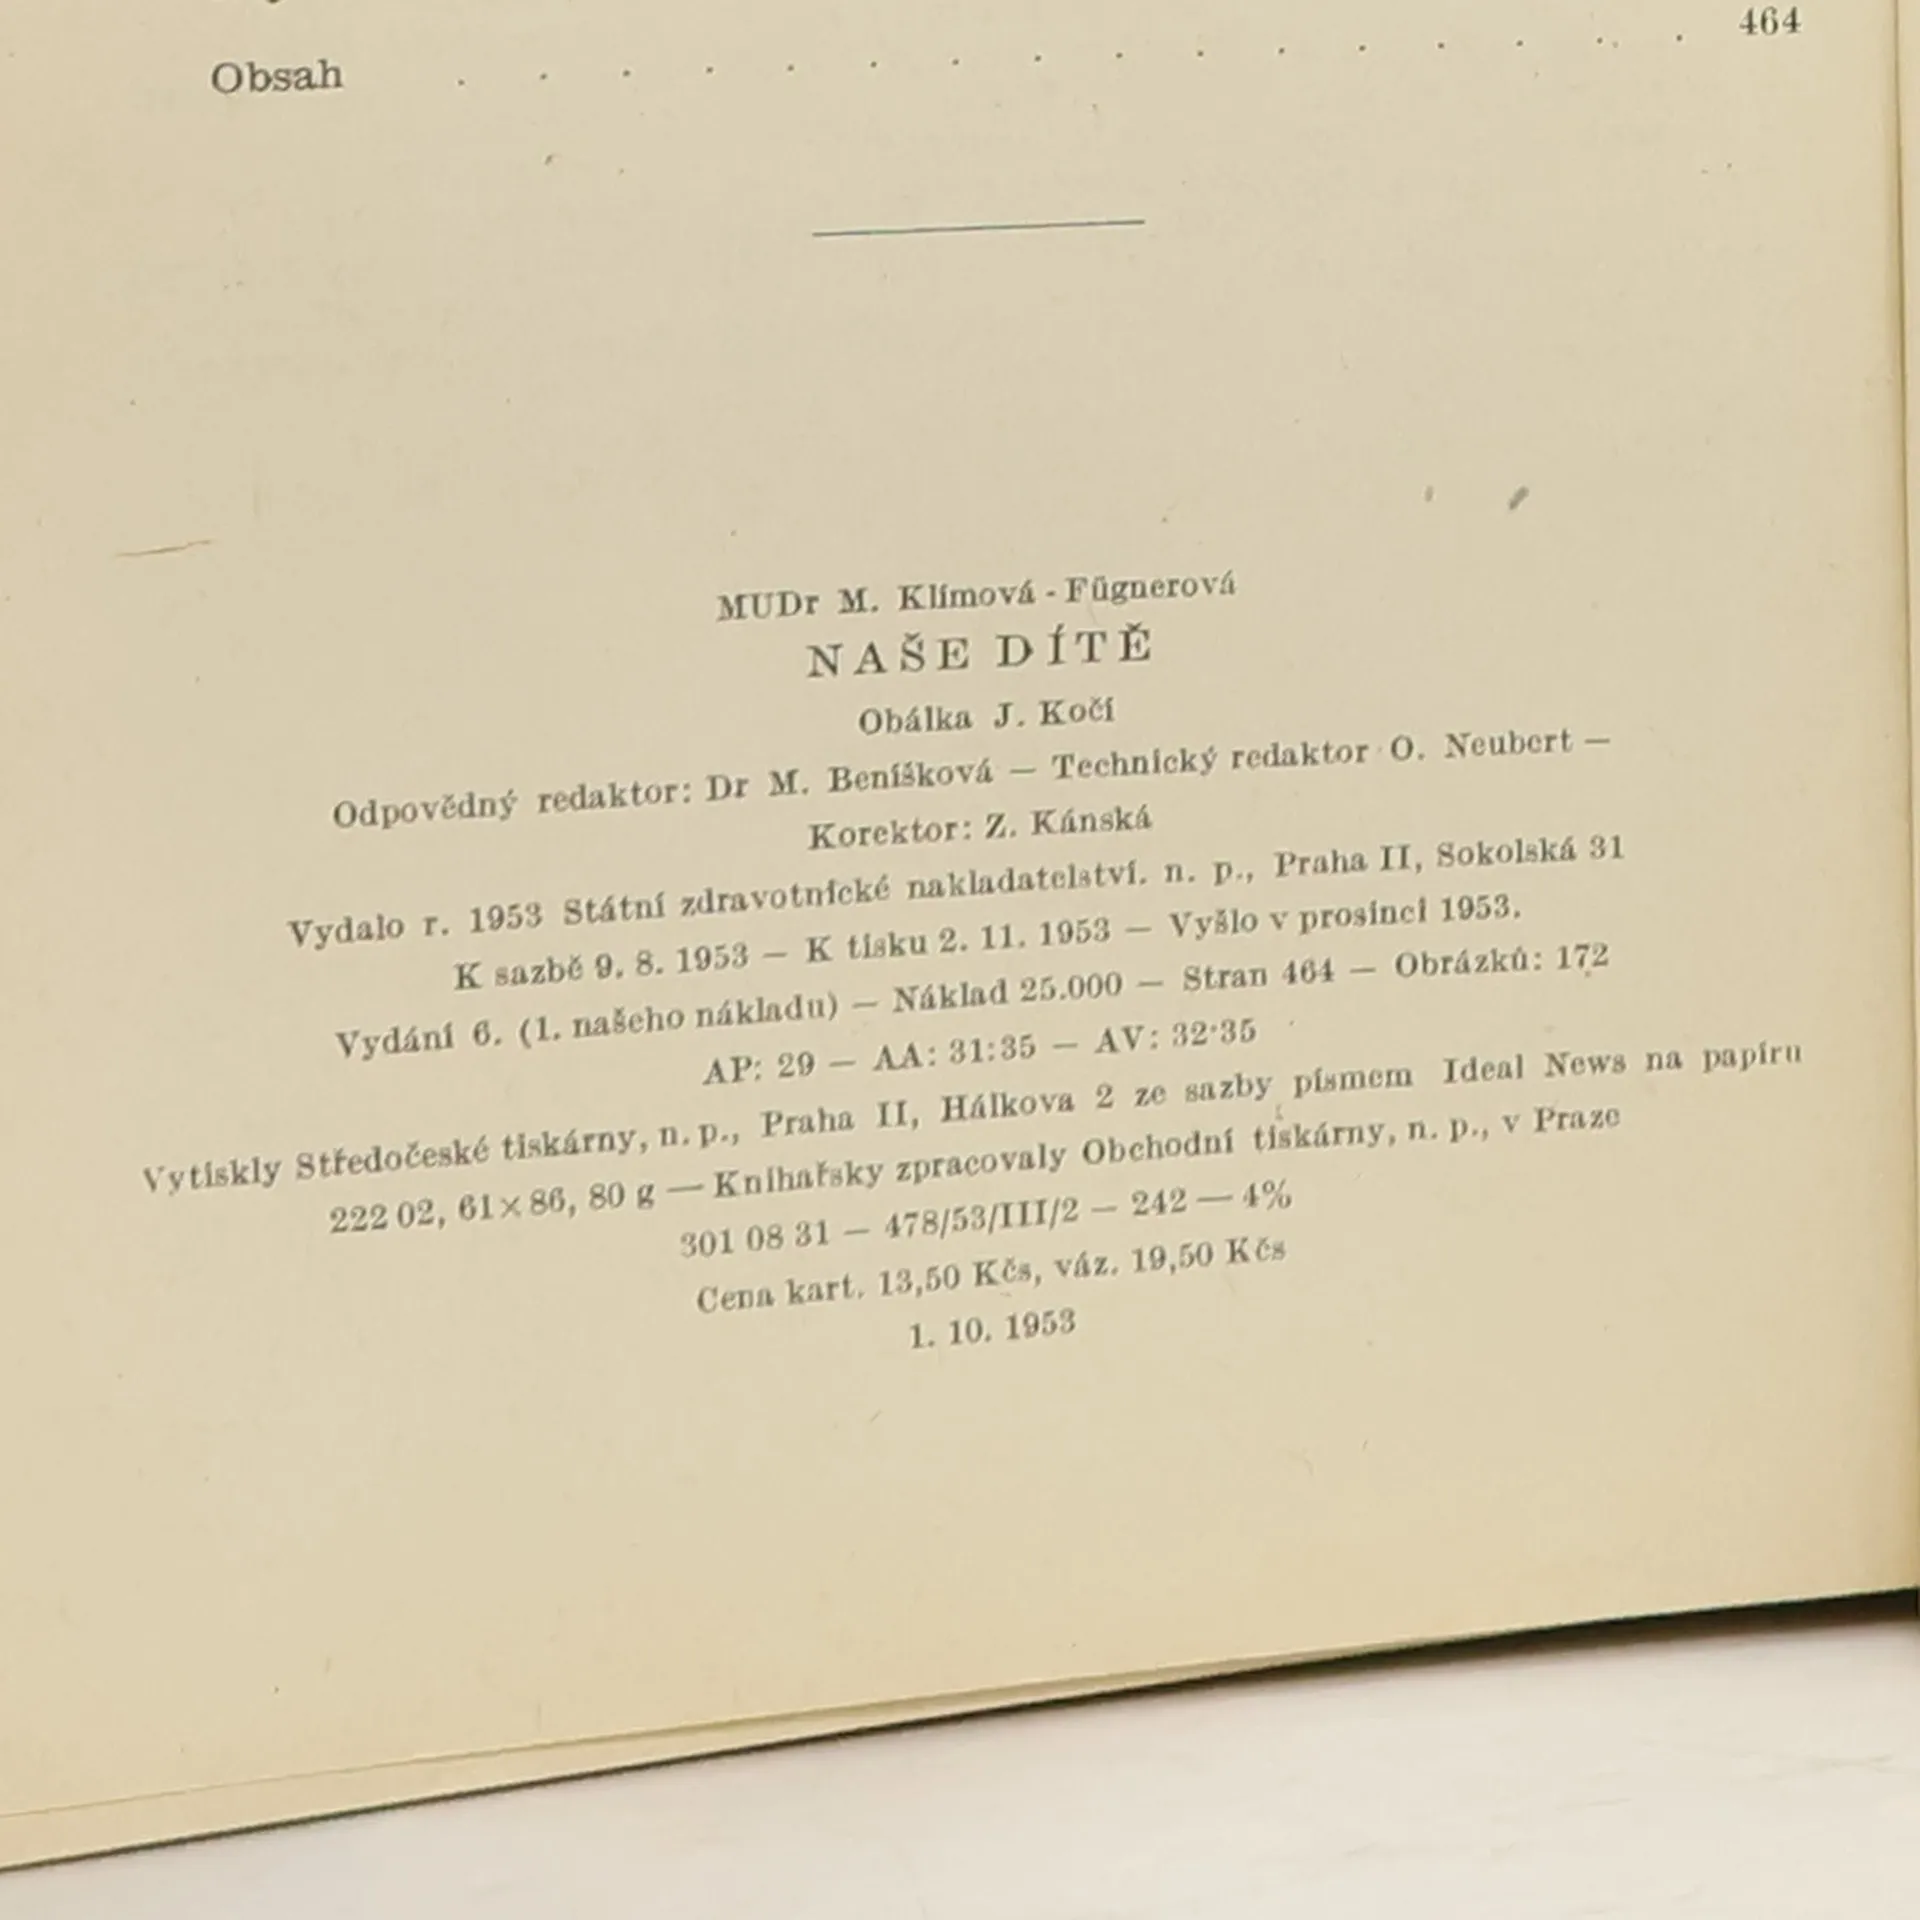 Obsah . . . . . . . . . . . . . . . . 464
MUDr M. Klímová - Fügnerová
NAŠE DÍTĚ
Obálka J. Kočí
Odpovědný redaktor: Dr M. Beníšková — Technický redaktor O. Neubert —
Korektor: Z. Kánská
Vydalo r. 1953 Státní zdravotnické nakladatelství. n. p., Praha II, Sokolská 31
K sazbě 9. 8. 1953 — K tisku 2. 11. 1953 — Vyšlo v prosinci 1953.
Vydání 6. (1. našeho nákladu) — Náklad 25.000 — Stran 464 — Obrázků: 172
AP: 29 — AA: 31:35 — AV: 32·35
Vytiskly Středočeské tiskárny, n. p., Praha II, Hálkova 2 ze sazby písmem Ideal News na papíru
222 02, 61×86, 80 g — Knihařsky zpracovaly Obchodní tiskárny, n. p., v Praze
301 08 31 — 478/53/III/2 — 242 — 4%
Cena kart. 13,50 Kčs, váz. 19,50 Kčs
1. 10. 1953